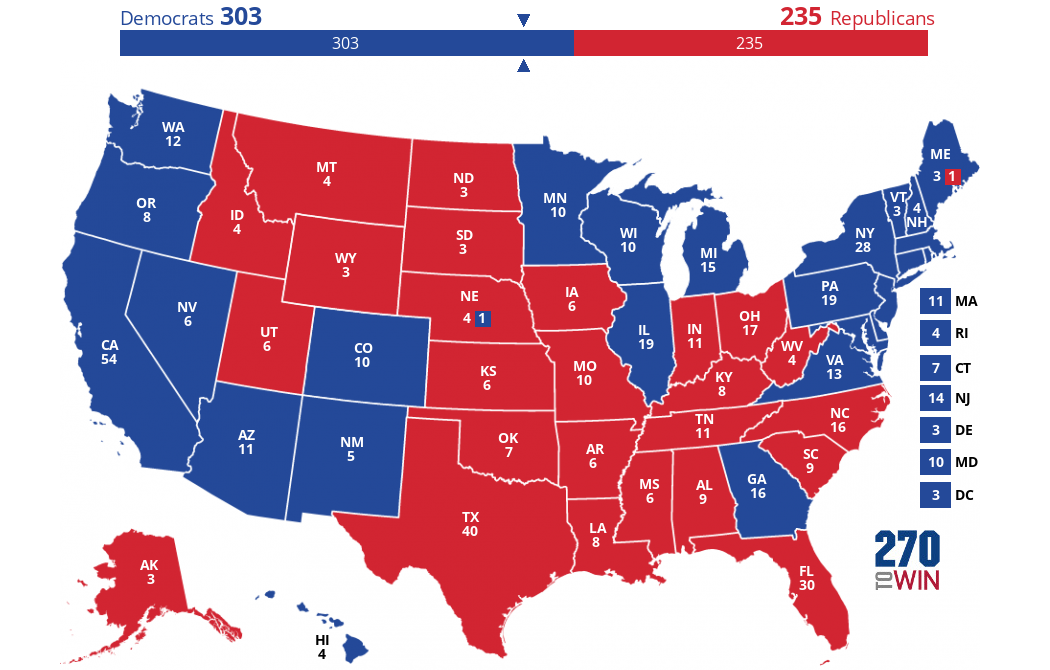 Democrats 303
235 Republicans
303
235
WA
12
OR
8
CA
54
NV
6
ID
4
MT
4
WY
3
UT
6
AZ
11
CO
10
NM
5
ND
3
SD
3
NE
4 1
KS
6
OK
7
TX
40
MN
10
IA
6
MO
10
AR
6
LA
8
WI
10
IL
19
MS
6
MI
15
IN
11
OH
17
KY
8
TN
11
AL
9
GA
16
FL
30
SC
9
NC
16
VA
13
WV
4
PA
19
NY
28
VT
3
4
NH
ME
3 1
11 MA
4 RI
7 CT
14 NJ
3 DE
10 MD
3 DC
AK
3
HI
4
270
TO WIN